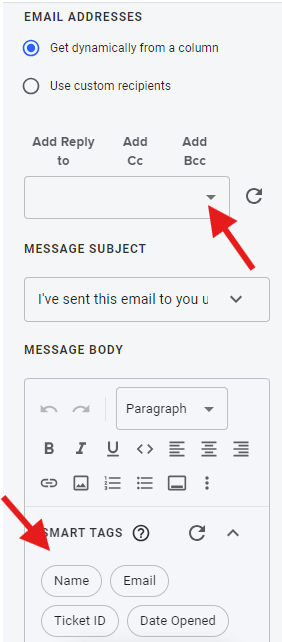 EMAIL ADDRESSES
Get dynamically from a column
Use custom recipients
Add Reply to
Add Cc
Add Bcc
MESSAGE SUBJECT
I've sent this email to you u
MESSAGE BODY
Paragraph
B I U <>
SMART TAGS ?
Name Email
Ticket ID Date Opened